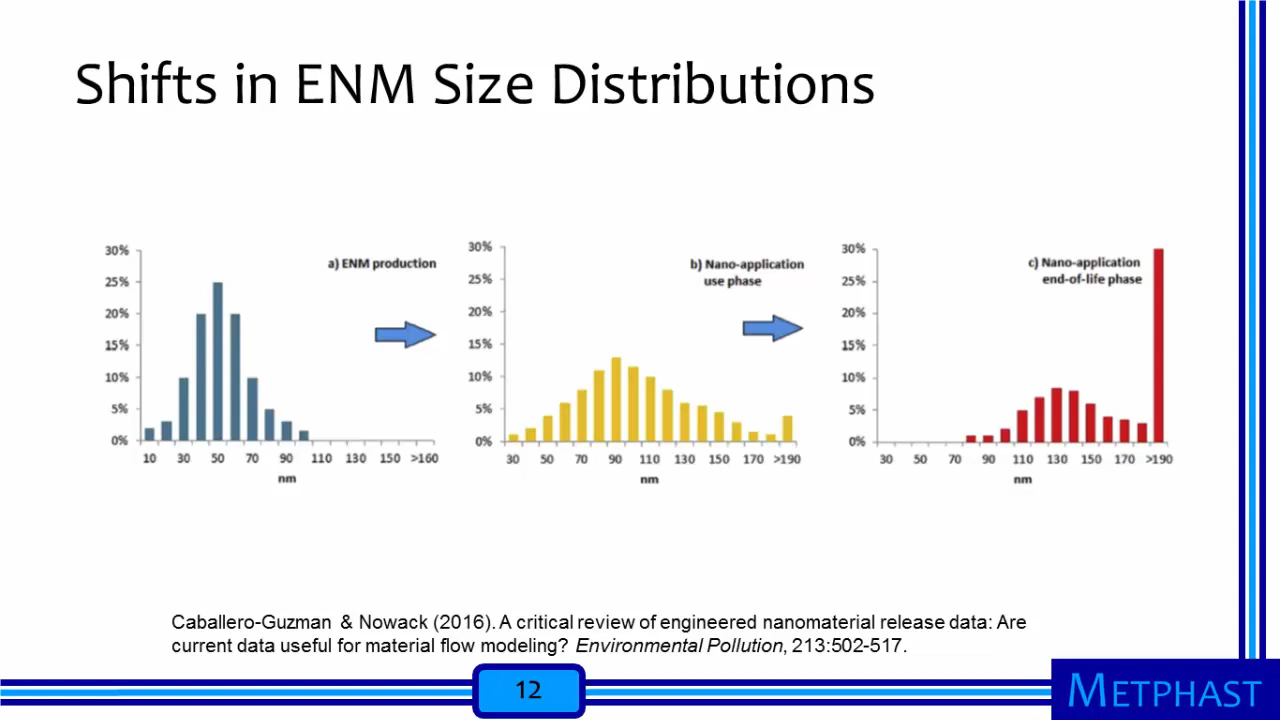 Shifts in ENM Size Distributions
30%
25%
20%
15%
10%
5%
0%
a) ENM production
10 30 50 70 90 110 130 150 >160
nm
30%
25%
20%
15%
10%
5%
0%
b) Nano-application
use phase
30 50 70 90 110 130 150 170 >190
nm
30%
25%
20%
15%
10%
5%
0%
c) Nano-application
end-of-life phase
30 50 70 90 110 130 150 170 >190
nm
Caballero-Guzman & Nowack (2016). A critical review of engineered nanomaterial release data: Are
current data useful for material flow modeling? Environmental Pollution, 213:502-517.
12
METPHAST